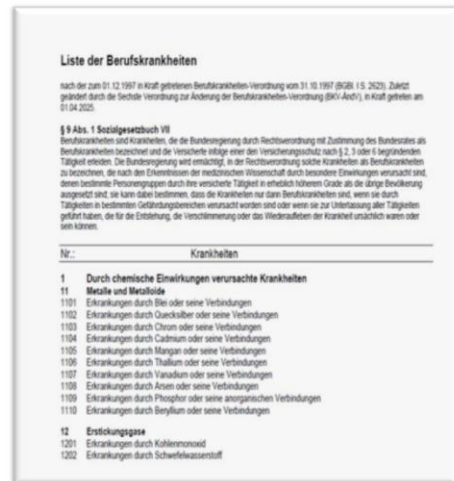 Liste der Berufskrankheiten
nach der zum 01.12.1997 in Kraft getretenen Berufskrankheiten-Verordnung vom 31.10.1997 (BGBl. I S. 2623). Zuletzt
geändert durch die Sechste Verordnung zur Änderung der Berufskrankheiten-Verordnung (BKV-ÄndV), in Kraft getreten am
01.04.2025.
§ 9 Abs. 1 Sozialgesetzbuch VII
Berufskrankheiten sind Krankheiten, die die Bundesregierung durch Rechtsverordnung mit Zustimmung des Bundesrates als
Berufskrankheiten bezeichnet und die Versicherte infolge einer den Versicherungsschutz nach § 2, 3 oder 6 begründenden
Tätigkeit erleiden. Die Bundesregierung wird ermächtigt, in der Rechtsverordnung solche Krankheiten als Berufskrankheiten
zu bezeichnen, die nach den Erkenntnissen der medizinischen Wissenschaft durch besondere Einwirkungen verursacht sind,
denen bestimmte Personengruppen durch ihre versicherte Tätigkeit in erheblich höherem Grade als die übrige Bevölkerung
ausgesetzt sind; sie kann dabei bestimmen, dass die Krankheiten nur dann Berufskrankheiten sind, wenn sie durch
Tätigkeiten in bestimmten Gefährdungsbereichen verursacht worden sind oder wenn sie zur Unterlassung aller Tätigkeiten
geführt haben, die für die Entstehung, die Verschlimmerung oder das Wiederaufleben der Krankheit ursächlich waren oder
sein können.
Nr.: Krankheiten
1 Durch chemische Einwirkungen verursachte Krankheiten
11 Metalle und Metalloide
1101 Erkrankungen durch Blei oder seine Verbindungen
1102 Erkrankungen durch Quecksilber oder seine Verbindungen
1103 Erkrankungen durch Chrom oder seine Verbindungen
1104 Erkrankungen durch Cadmium oder seine Verbindungen
1105 Erkrankungen durch Mangan oder seine Verbindungen
1106 Erkrankungen durch Thallium oder seine Verbindungen
1107 Erkrankungen durch Vanadium oder seine Verbindungen
1108 Erkrankungen durch Arsen oder seine Verbindungen
1109 Erkrankungen durch Phosphor oder seine anorganischen Verbindungen
1110 Erkrankungen durch Beryllium oder seine Verbindungen
12 Erstickungsgase
1201 Erkrankungen durch Kohlenmonoxid
1202 Erkrankungen durch Schwefelwasserstoff